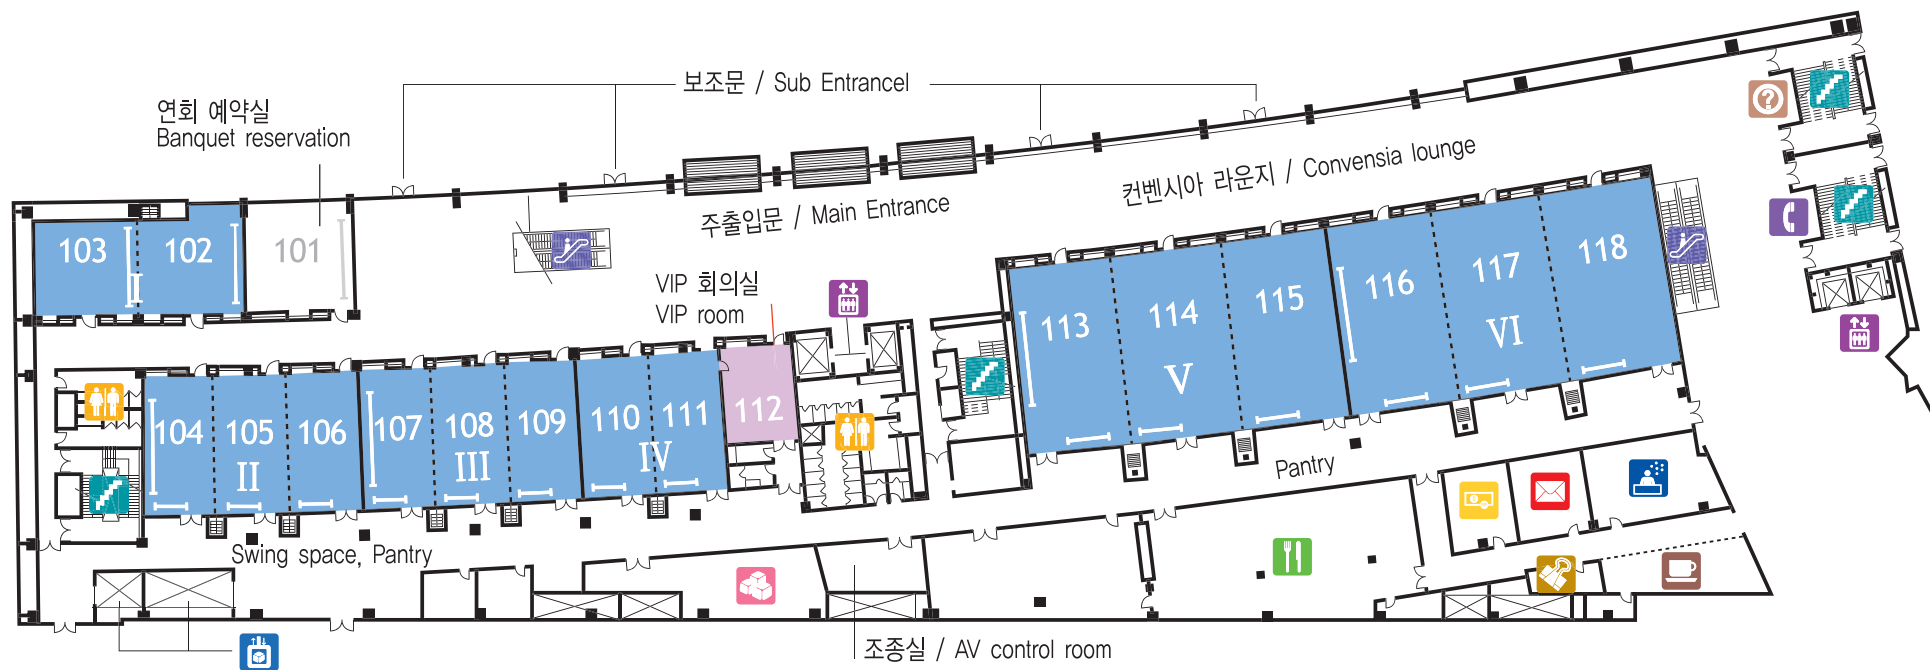 보조문 / Sub Entrancel
연회 예약실
Banquet reservation
컨벤시아 라운지 / Convensia lounge
주출입문 / Main Entrance
103
102
101
I
VIP 회의실
VIP room
113
114
115
116
117
118
V
VI
104
105
106
107
108
109
110
111
112
II
III
IV
Pantry
Swing space, Pantry
조종실 / AV control room